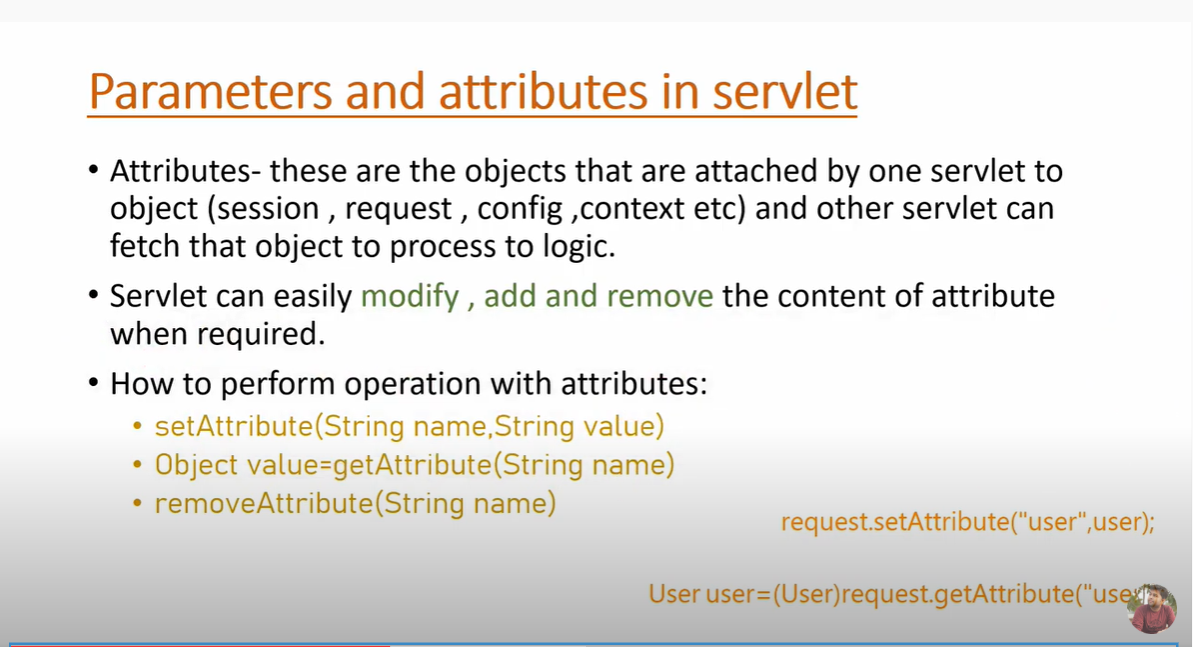 Parameters and attributes in servlet
• Attributes- these are the objects that are attached by one servlet to
object (session , request , config ,context etc) and other servlet can
fetch that object to process to logic.
• Servlet can easily modify , add and remove the content of attribute
when required.
• How to perform operation with attributes:
• setAttribute(String name,String value)
• Object value=getAttribute(String name)
• removeAttribute(String name)
request.setAttribute("user",user);
User user=(User)request.getAttribute("use